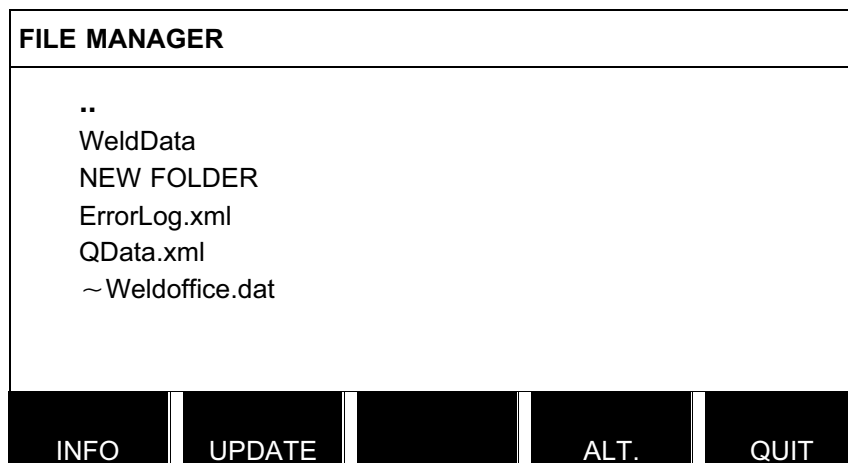 FILE MANAGER
..
WeldData
NEW FOLDER
ErrorLog.xml
QData.xml
~Weldoffice.dat
INFO UPDATE ALT. QUIT